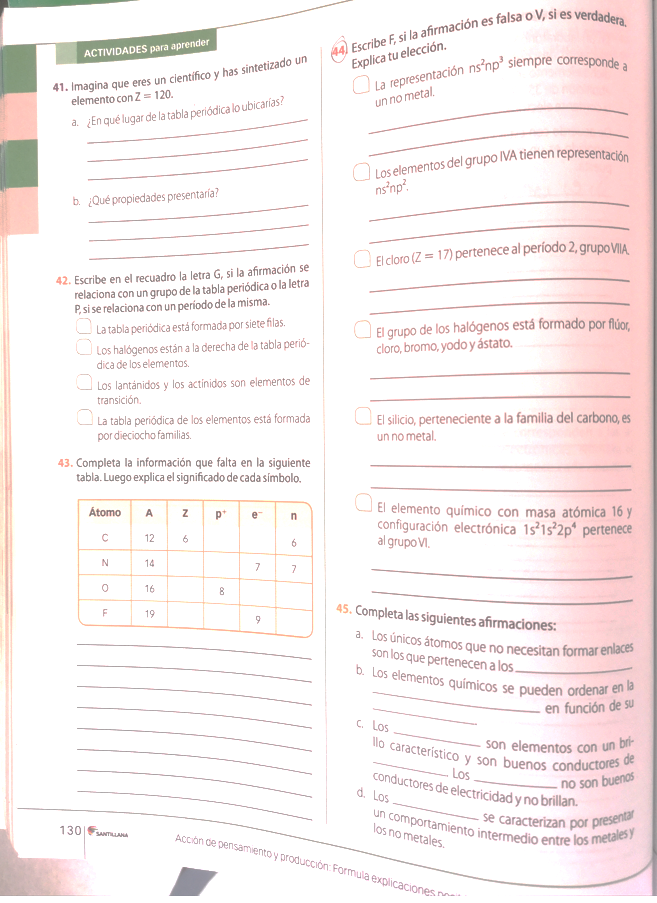 ACTIVIDADES para aprender
41. Imagina que eres un científico y has sintetizado un
elemento con Z = 120.
a. ¿En qué lugar de la tabla periódica lo ubicarías?
b. ¿Qué propiedades presentaría?
42. Escribe en el recuadro la letra G, si la afirmación se
relaciona con un grupo de la tabla periódica o la letra
P, si se relaciona con un período de la misma.
La tabla periódica está formada por siete filas.
Los halógenos están a la derecha de la tabla perió-
dica de los elementos.
Los lantánidos y los actínidos son elementos de
transición.
La tabla periódica de los elementos está formada
por dieciocho familias.
43. Completa la información que falta en la siguiente
tabla. Luego explica el significado de cada símbolo.
Átomo A Z p⁺ e⁻ n
C 12 6 6
N 14 7 7
O 16 8
F 19 9
130 SANTILLANA
44. Escribe F, si la afirmación es falsa o V, si es verdadera.
Explica tu elección.
La representación ns²np³ siempre corresponde a
un no metal.
Los elementos del grupo IVA tienen representación
ns²np².
El cloro (Z = 17) pertenece al período 2, grupo VIIA.
El grupo de los halógenos está formado por flúor,
cloro, bromo, yodo y ástato.
El silicio, perteneciente a la familia del carbono, es
un no metal.
El elemento químico con masa atómica 16 y
configuración electrónica 1s²1s²2p⁴ pertenece
al grupo VI.
45. Completa las siguientes afirmaciones:
a. Los únicos átomos que no necesitan formar enlaces
son los que pertenecen a los
b. Los elementos químicos se pueden ordenar en la
en función de su
c. Los son elementos con un bri-
llo característico y son buenos conductores de
Los no son buenos
conductores de electricidad y no brillan.
d. Los se caracterizan por presentar
un comportamiento intermedio entre los metales y
los no metales.
Acción de pensamiento y producción: Formula explicaciones